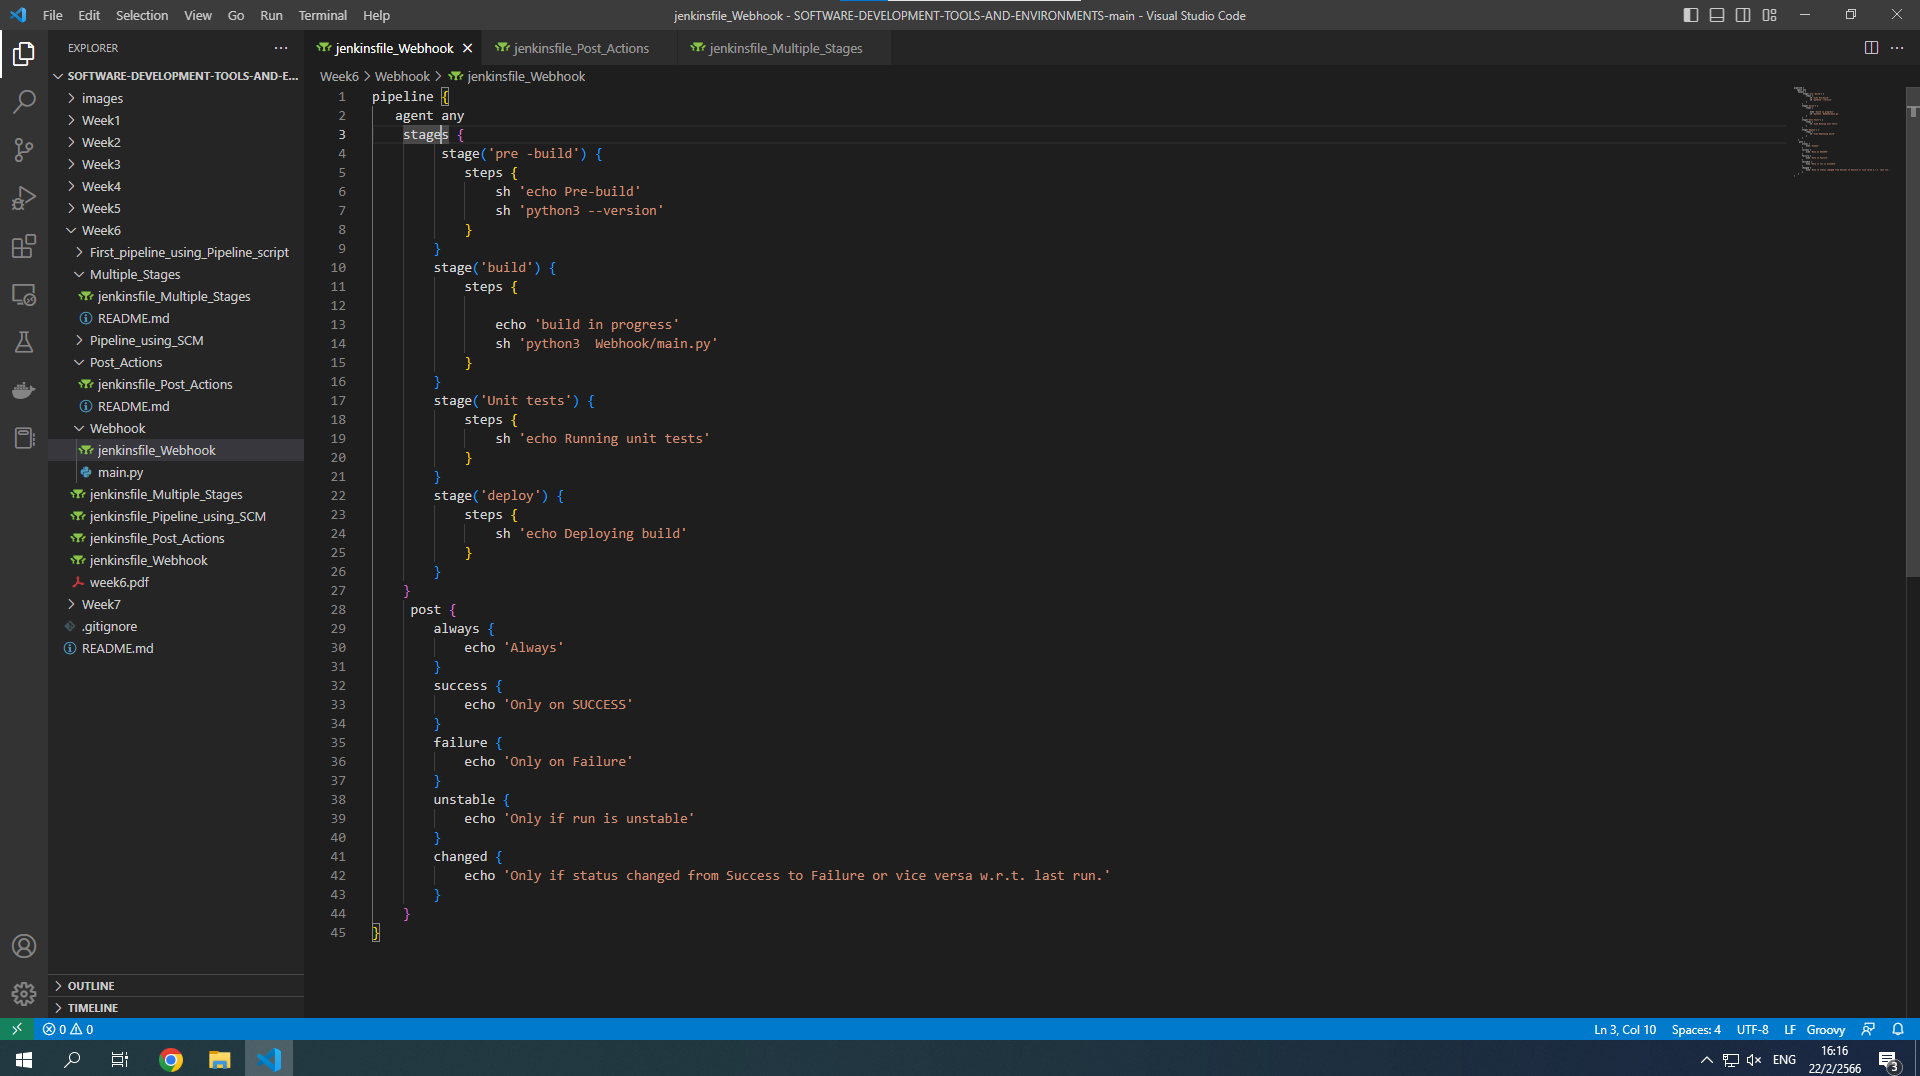 File Edit Selection View Go Run Terminal Help
jenkinsfile_Webhook - SOFTWARE-DEVELOPMENT-TOOLS-AND-ENVIRONMENTS-main - Visual Studio Code
EXPLORER
SOFTWARE-DEVELOPMENT-TOOLS-AND-E...
images
Week1
Week2
Week3
Week4
Week5
Week6
First_pipeline_using_Pipeline_script
Multiple_Stages
jenkinsfile_Multiple_Stages
README.md
Pipeline_using_SCM
Post_Actions
jenkinsfile_Post_Actions
README.md
Webhook
jenkinsfile_Webhook
main.py
jenkinsfile_Multiple_Stages
jenkinsfile_Pipeline_using_SCM
jenkinsfile_Post_Actions
jenkinsfile_Webhook
week6.pdf
Week7
.gitignore
README.md
OUTLINE
TIMELINE
jenkinsfile_Webhook jenkinsfile_Post_Actions jenkinsfile_Multiple_Stages
Week6 > Webhook > jenkinsfile_Webhook
1 pipeline {
2 agent any
3 stages {
4 stage('pre -build') {
5 steps {
6 sh 'echo Pre-build'
7 sh 'python3 --version'
8 }
9 }
10 stage('build') {
11 steps {
12
13 echo 'build in progress'
14 sh 'python3  Webhook/main.py'
15 }
16 }
17 stage('Unit tests') {
18 steps {
19 sh 'echo Running unit tests'
20 }
21 }
22 stage('deploy') {
23 steps {
24 sh 'echo Deploying build'
25 }
26 }
27 }
28 post {
29 always {
30 echo 'Always'
31 }
32 success {
33 echo 'Only on SUCCESS'
34 }
35 failure {
36 echo 'Only on Failure'
37 }
38 unstable {
39 echo 'Only if run is unstable'
40 }
41 changed {
42 echo 'Only if status changed from Success to Failure or vice versa w.r.t. last run.'
43 }
44 }
45 }
0 0
Ln 3, Col 10 Spaces: 4 UTF-8 LF Groovy
ENG
16:16
22/2/2566
3